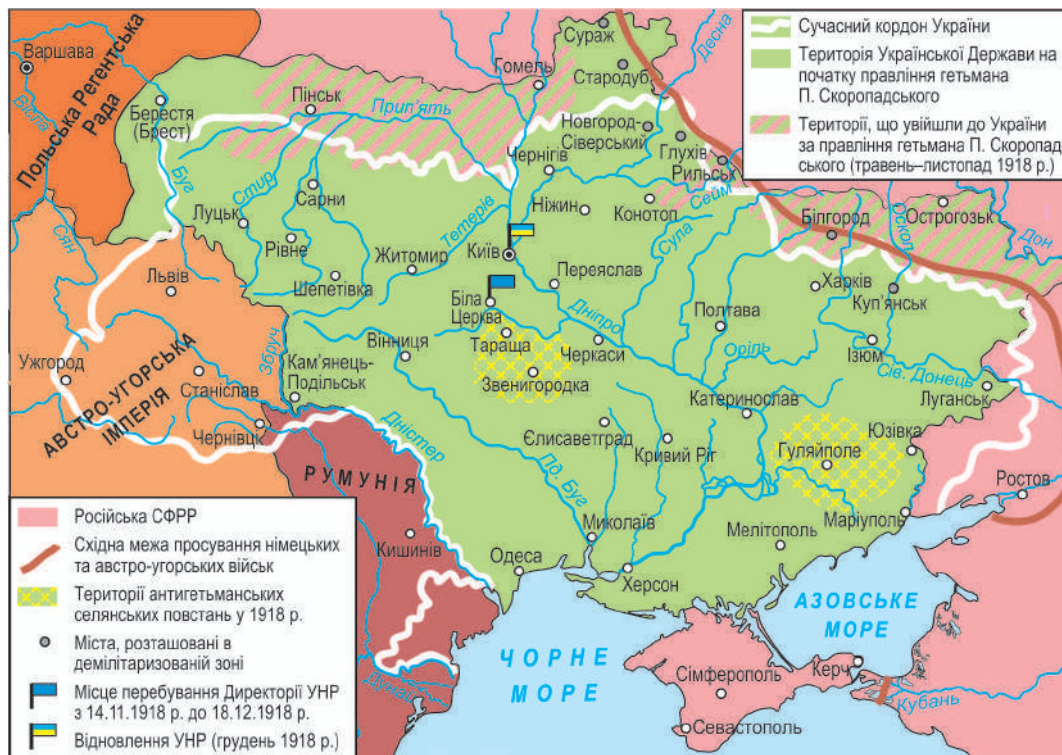 Сучасний кордон України
Територія Української Держави на
початку правління гетьмана
П. Скоропадського
Території, що увійшли до України
за правління гетьмана П. Скоропад-
ського (травень–листопад 1918 р.)
Варшава
Вісла
Польська Регентська
Рада
Сураж
Десна
Стародуб
Гомель
Берестя
(Брест)
Пінськ
Прип'ять
Новгород-
Сіверський
Глухів
Рильськ
Чернігів
Буг
Стир
Сарни
Сейм
Білгород
Оскол
Острогозьк
Дон
Сян
Луцьк
Рівне
Тетерів
Ніжин
Конотоп
Сула
Львів
Шепетівка
Житомир
Київ
Переяслав
Харків
Куп'янськ
Біла
Церква
Дніпро
Полтава
Ужгород
Збруч
Вінниця
Тараща
Черкаси
Оріль
Ізюм
Сів. Донець
АВСТРО-УГОРСЬКА
ІМПЕРІЯ
Станіслав
Кам'янець-
Подільськ
Звенигородка
Катеринослав
Луганськ
Чернівці
Дністер
Єлисаветград
Кривий Ріг
Гуляйполе
Юзівка
РУМУНІЯ
Пд. Буг
Ростов
Маріуполь
Миколаїв
Мелітополь
Кишинів
Одеса
Херсон
АЗОВСЬКЕ
МОРЕ
ЧОРНЕ
МОРЕ
Сімферополь
Керч
Кубань
Дунай
Севастополь
Російська СФРР
Східна межа просування німецьких
та австро-угорських військ
Території антигетьманських
селянських повстань у 1918 р.
Міста, розташовані в
демілітаризованій зоні
Місце перебування Директорії УНР
з 14.11.1918 р. до 18.12.1918 р.
Відновлення УНР (грудень 1918 р.)